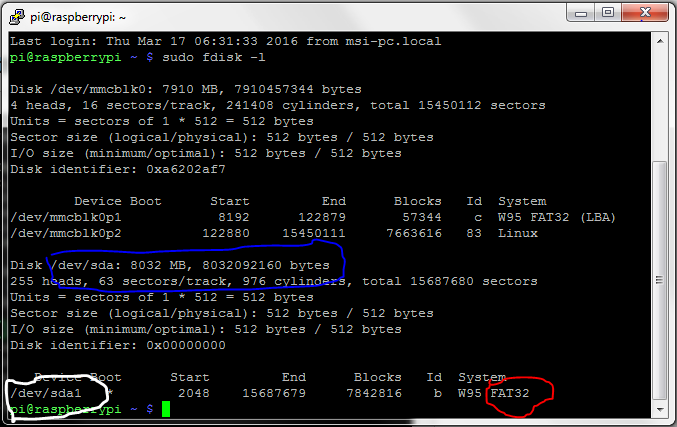 pi@raspberrypi: ~
Last login: Thu Mar 17 06:31:33 2016 from msi-pc.local
pi@raspberrypi ~ $ sudo fdisk -l
Disk /dev/mmcblk0: 7910 MB, 7910457344 bytes
4 heads, 16 sectors/track, 241408 cylinders, total 15450112 sectors
Units = sectors of 1 * 512 = 512 bytes
Sector size (logical/physical): 512 bytes / 512 bytes
I/O size (minimum/optimal): 512 bytes / 512 bytes
Disk identifier: 0xa6202af7
Device Boot Start End Blocks Id System
/dev/mmcblk0p1 8192 122879 57344 c W95 FAT32 (LBA)
/dev/mmcblk0p2 122880 15450111 7663616 83 Linux
Disk /dev/sda: 8032 MB, 8032092160 bytes
255 heads, 63 sectors/track, 976 cylinders, total 15687680 sectors
Units = sectors of 1 * 512 = 512 bytes
Sector size (logical/physical): 512 bytes / 512 bytes
I/O size (minimum/optimal): 512 bytes / 512 bytes
Disk identifier: 0x00000000
Device Boot Start End Blocks Id System
/dev/sda1 * 2048 15687679 7842816 b W95 FAT32
pi@raspberrypi ~ $